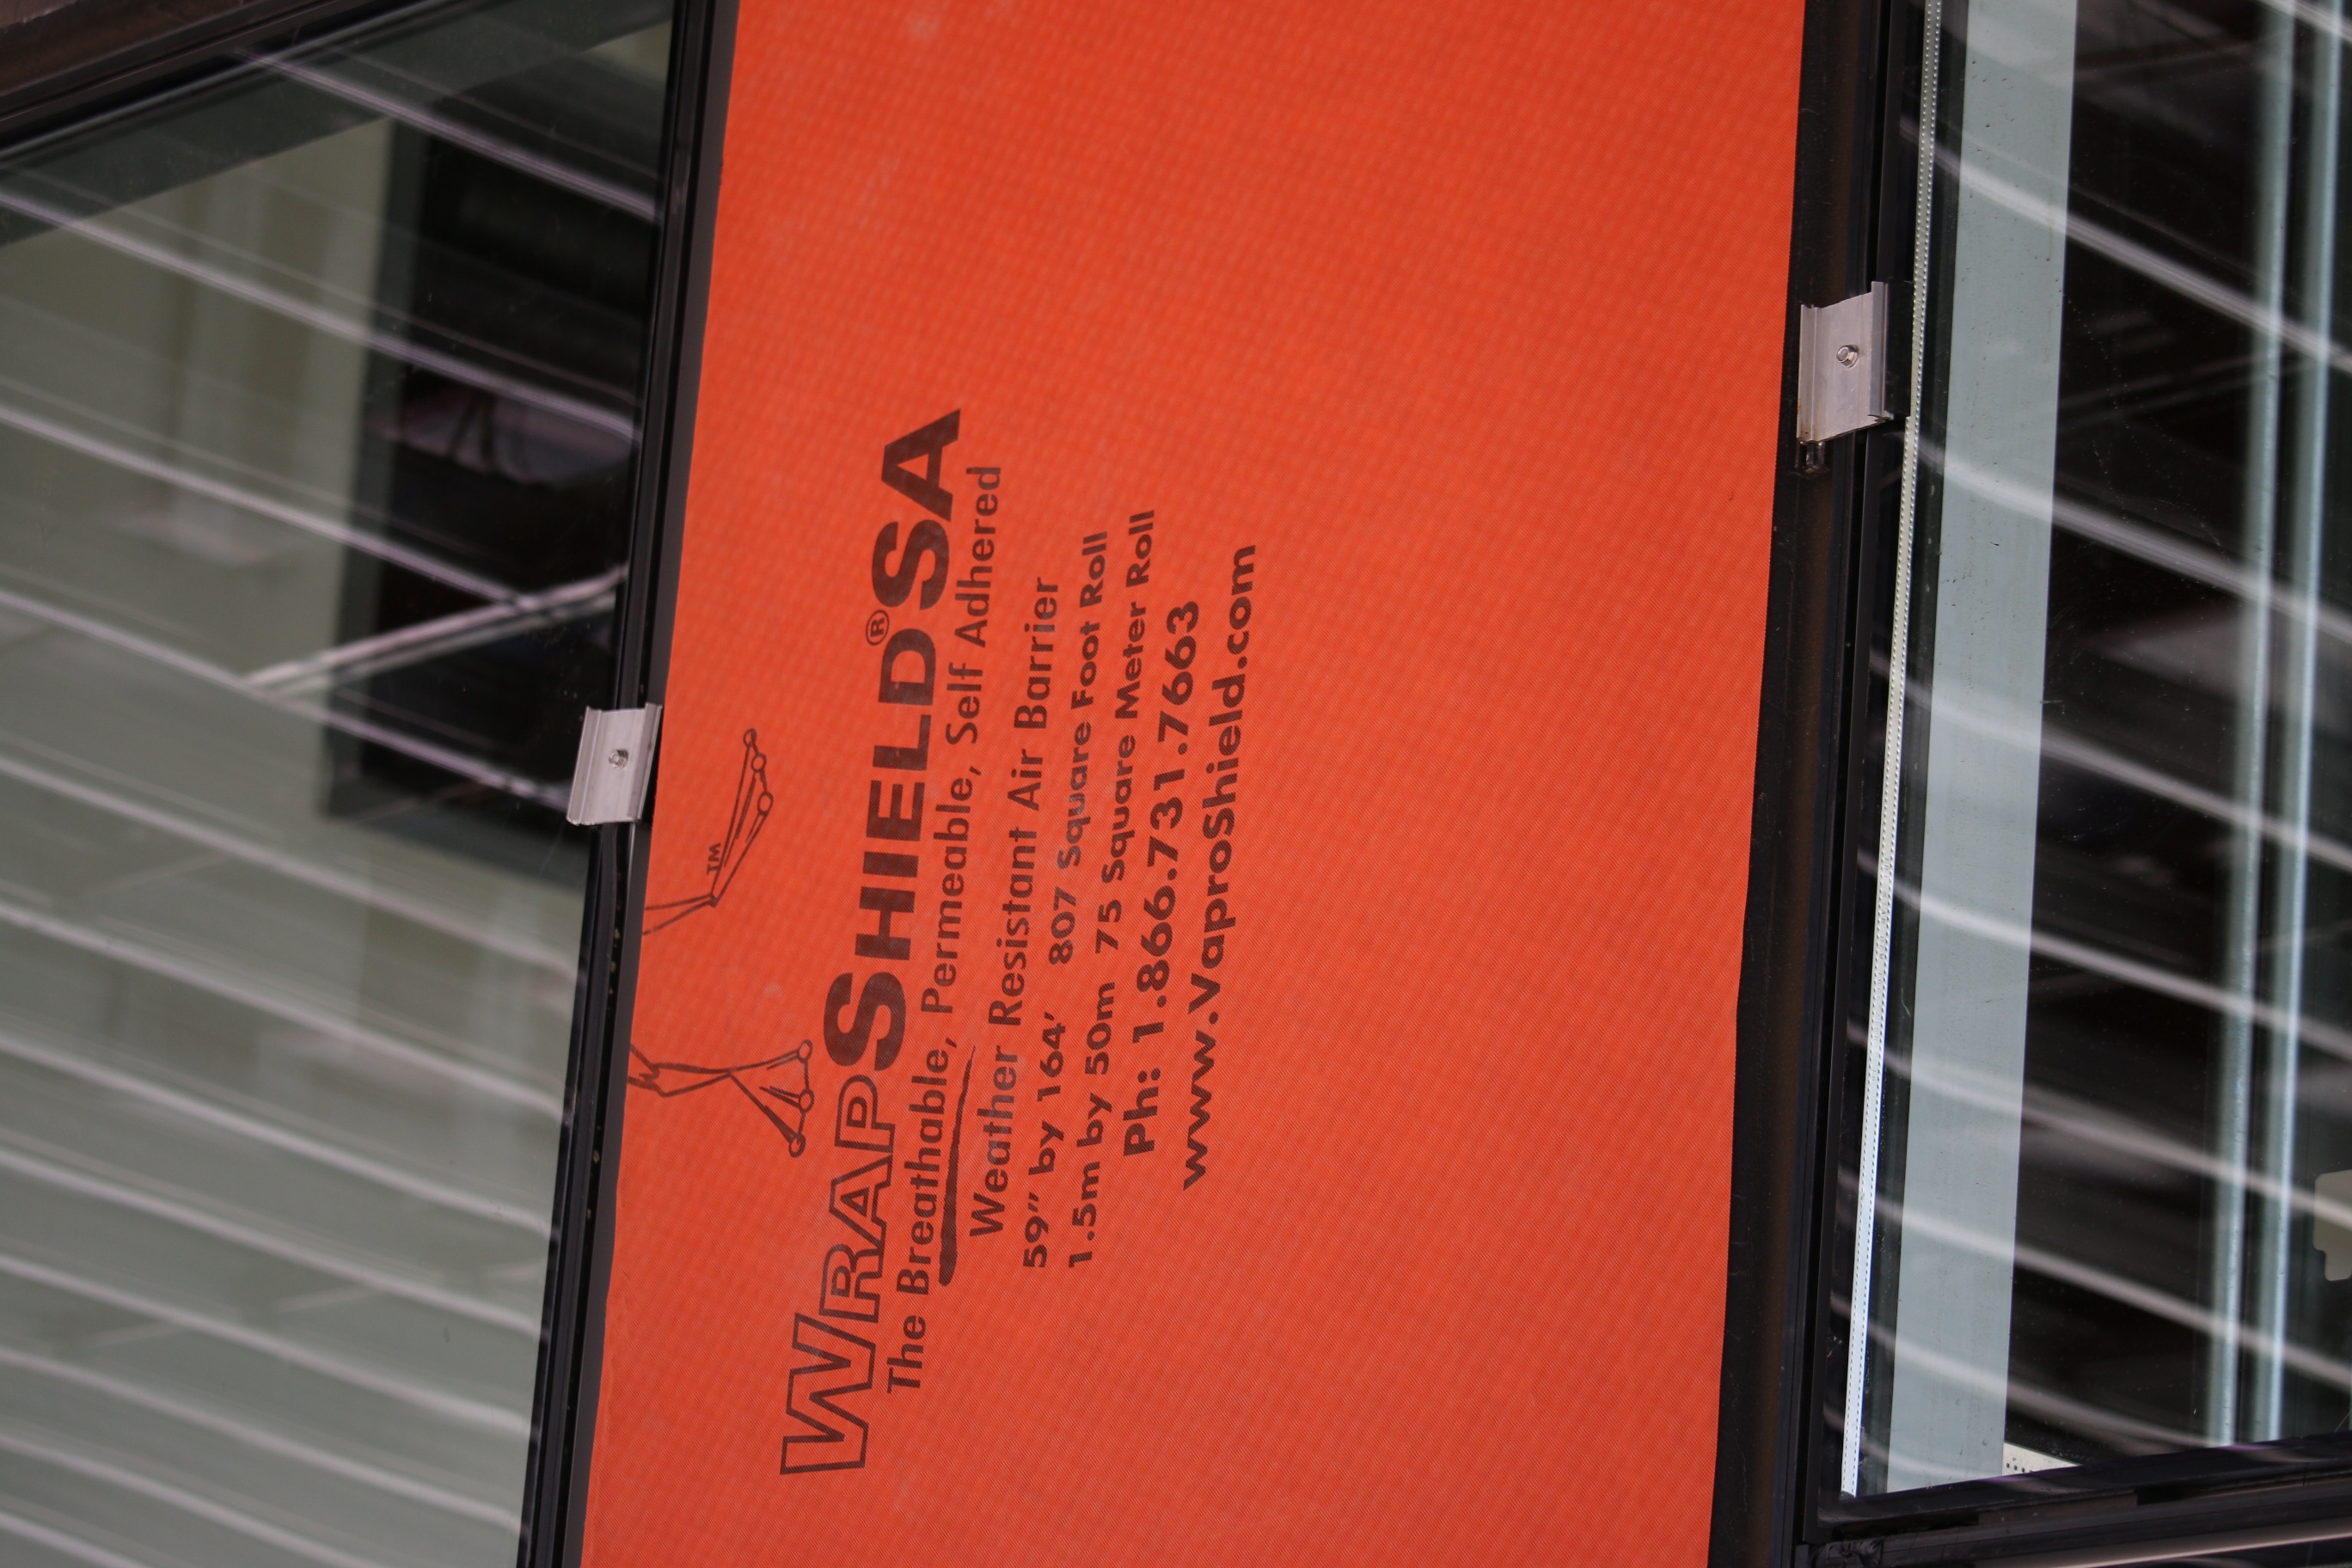 TM
WRAPSHIELD® SA
The Breathable, Permeable, Self Adhered
Weather Resistant Air Barrier
59" by 164' 807 Square Foot Roll
1.5m by 50m 75 Square Meter Roll
Ph: 1.866.731.7663
www.VaproShield.com